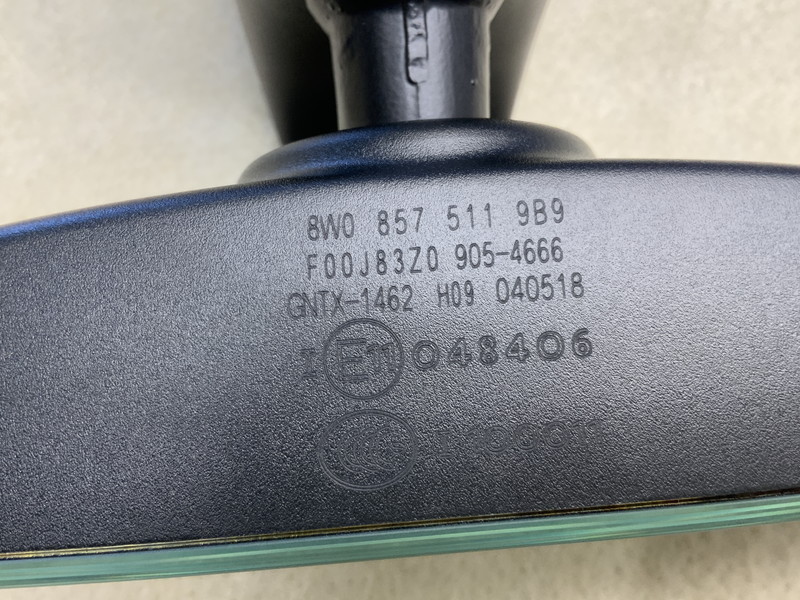 8W0 857 511 9B9
F00J83Z0 905-4666
GNTX-1462 H09 040518
I E11 048406